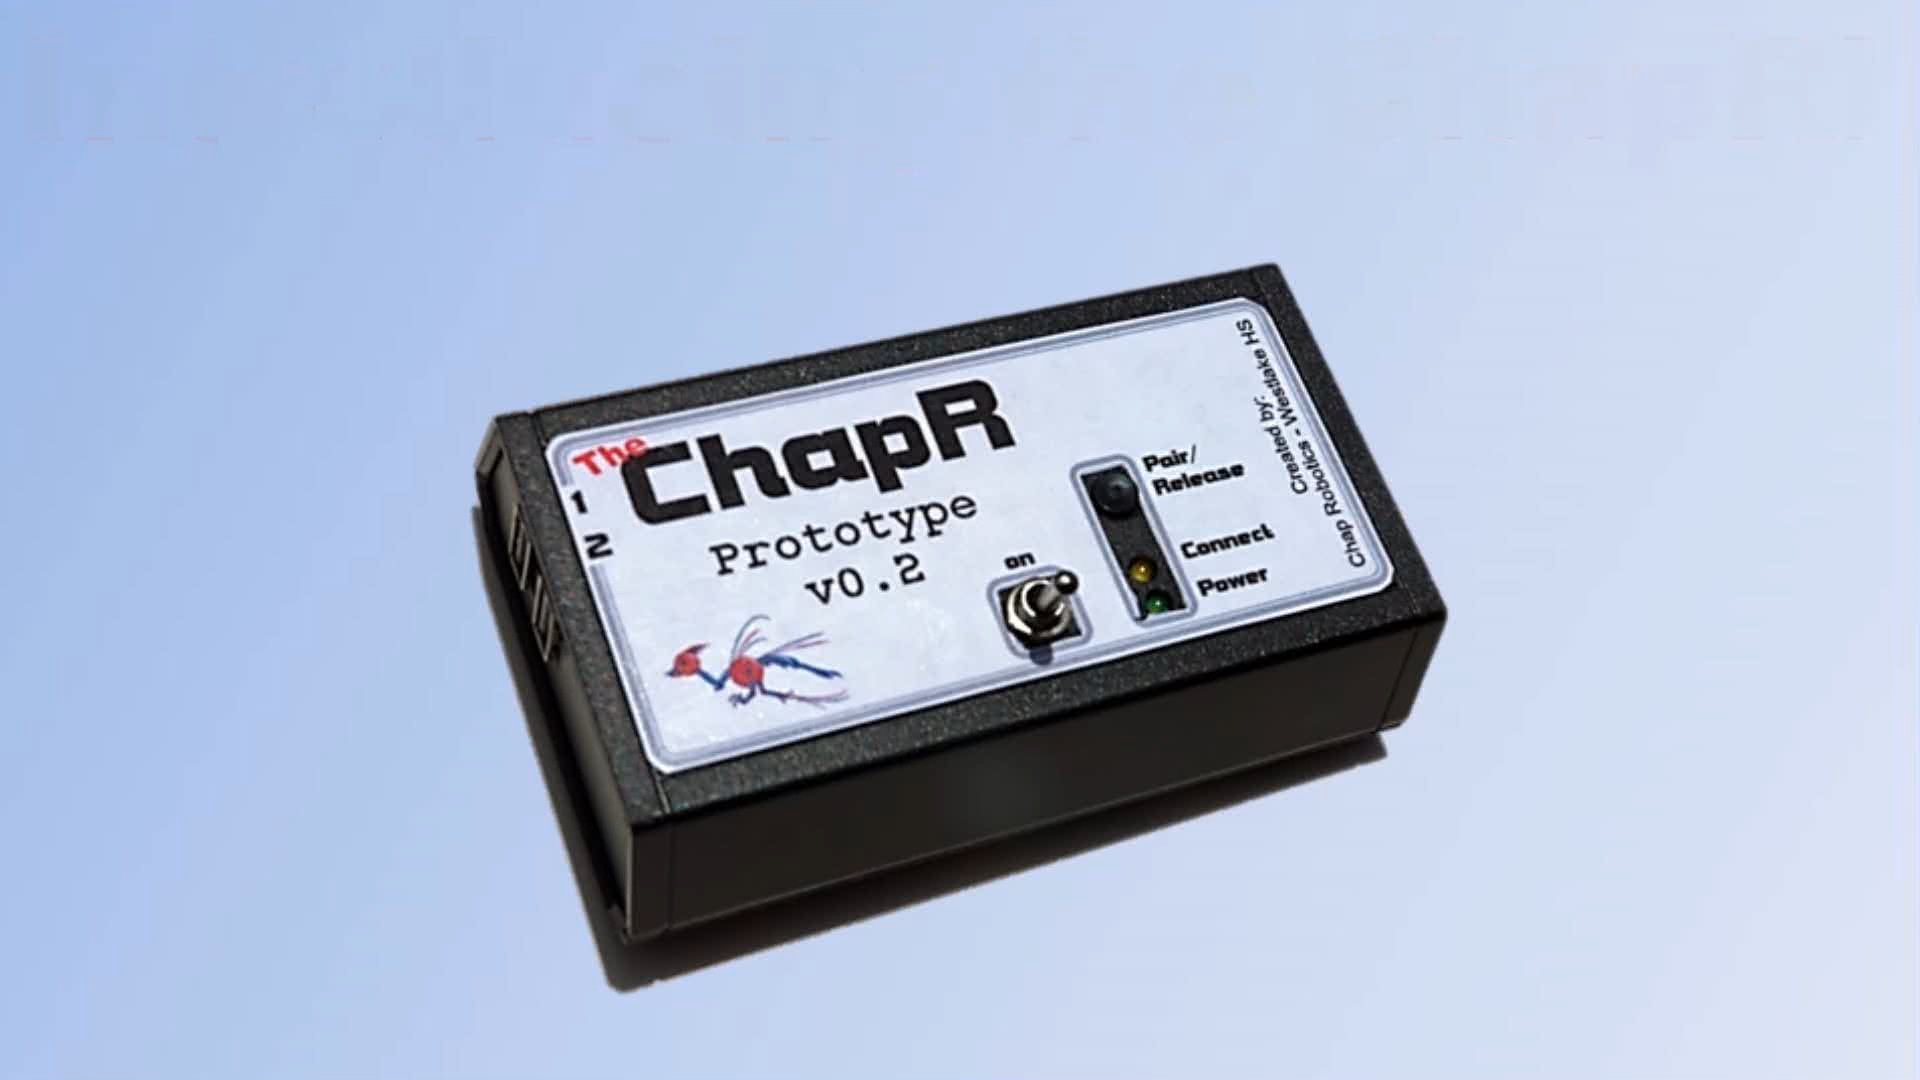 The
ChapR
1
2
Prototype
v0.2
on
Pair/
Release
Connect
Power
Created by:
Chap Robotics - Westlake HS